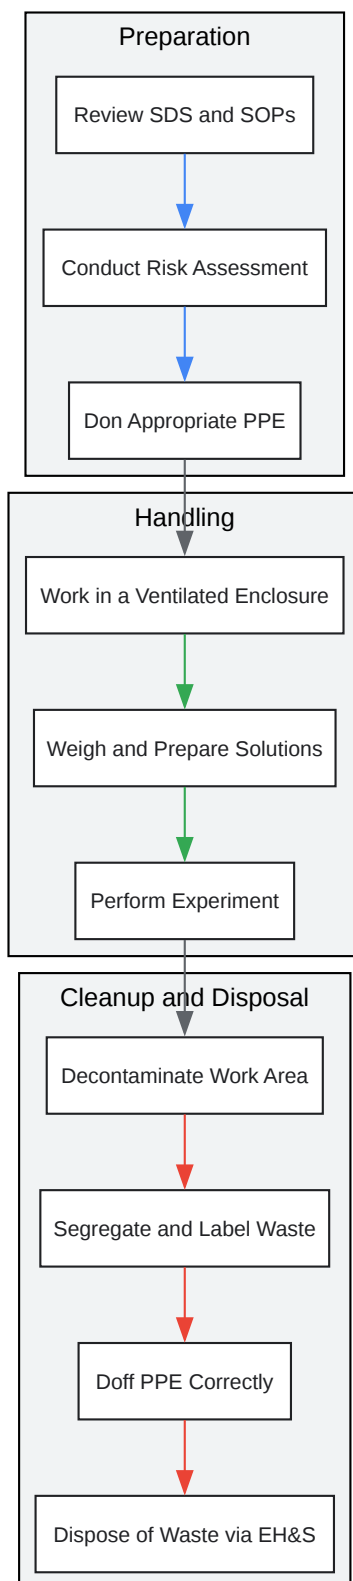 Preparation
Review SDS and SOPs
Conduct Risk Assessment
Don Appropriate PPE
Handling
Work in a Ventilated Enclosure
Weigh and Prepare Solutions
Perform Experiment
Cleanup and Disposal
Decontaminate Work Area
Segregate and Label Waste
Doff PPE Correctly
Dispose of Waste via EH&S